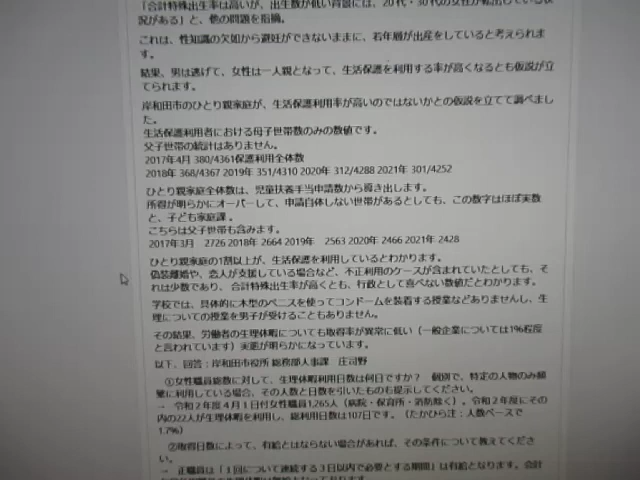 「合計特殊出生率は高いが、出生数が低い背景には、20代・30代の女性が転出している状
況がある」と、他の問題を指摘。
これは、性知識の欠如から避妊ができないままに、若年層が出産をしていると考えられま
す。
結果、男は逃げて、女性は一人親となって、生活保護を利用する率が高くなるとも仮説が立
てられます。
岸和田市のひとり親家庭が、生活保護利用率が高いのではないかとの仮説を立てて調べまし
た。
生活保護利用者における母子世帯数のみの数値です。
父子世帯の統計はありません。
2017年4月 380/4361保護利用全体数
2018年 368/4367 2019年 351/4310 2020年 312/4288 2021年 301/4252
ひとり親家庭全体数は、児童扶養手当申請数から導き出します。
所得が明らかにオーバーして、申請自体しない世帯があるとしても、この数字はほぼ実数
と、子ども家庭課。
こちらは父子世帯も含みます。
2017年3月 2726 2018年 2664 2019年 2563 2020年 2466 2021年 2428
ひとり親家庭の1割以上が、生活保護を利用しているとわかります。
偽装離婚や、恋人が支援している場合など、不正利用のケースが含まれていたとしても、そ
れは少数であり、合計特殊出生率が高くとも、行政として喜べない数値だとわかります。
学校では、具体的に木型のペニスを使ってコンドームを装着する授業などありませんし、生
理についての授業を男子が受けることもありません。
その結果、労働者の生理休暇についても取得率が異常に低い（一般企業については1%程度
と言われています）実態が明らかになっています。
以下、回答：岸和田市役所 総務部人事課 庄司野
①女性職員総数に対して、生理休暇利用日数は何日ですか？ 個別で、特定の人物のみ頻
繁に利用している場合、その人数と日数を引いたものも提示してください。
→ 令和2年度4月1日付女性職員1,265人（病院・保育所・消防除く）。令和2年度にその
内の22人が生理休暇を利用し、総利用日数は107日です。（たかひら注：人数ベースで
1.7%）
②取得日数によって、有給とはならない場合があれば、その条件について教えてくださ
い。
→ 正職員は「1回について連続する3日以内で必要とする期間」は有給となります。会計